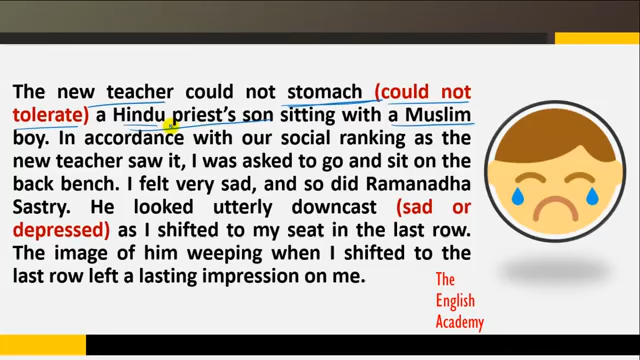 The new teacher could not stomach (could not
tolerate) a Hindu priest's son sitting with a Muslim
boy. In accordance with our social ranking as the
new teacher saw it, I was asked to go and sit on the
back bench. I felt very sad, and so did Ramanadha
Sastry. He looked utterly downcast (sad or
depressed) as I shifted to my seat in the last row.
The image of him weeping when I shifted to the
last row left a lasting impression on me.
The
English
Academy